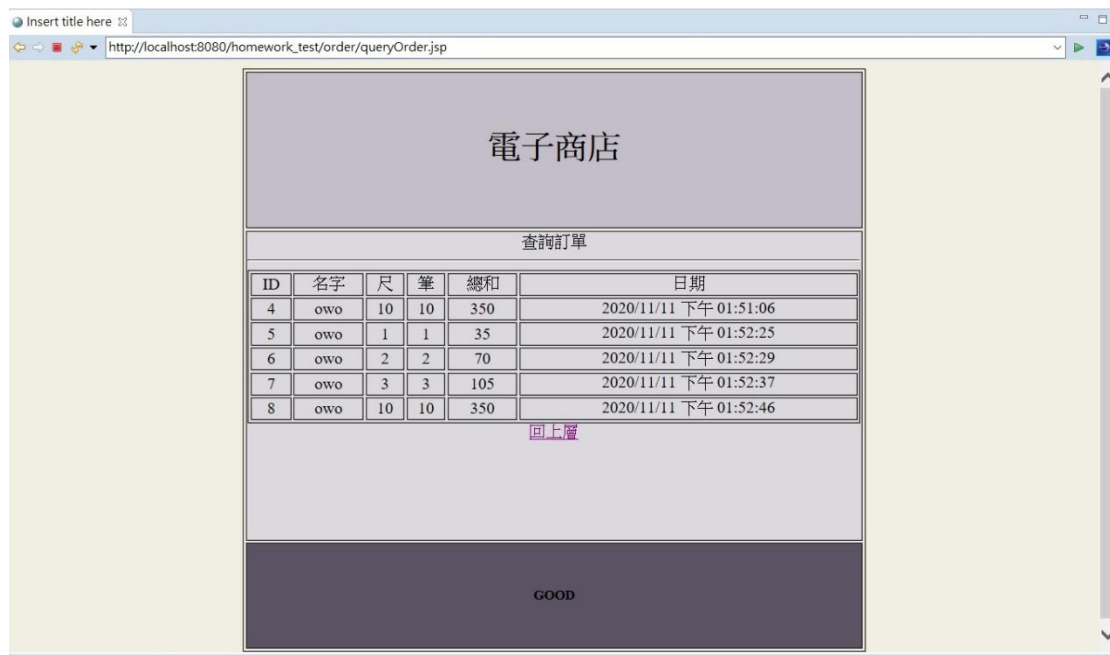 Insert title here
http://localhost:8080/homework_test/order/queryOrder.jsp
電子商店
查詢訂單
ID 名字 尺 筆 總和 日期
4 owo 10 10 350 2020/11/11 下午 01:51:06
5 owo 1 1 35 2020/11/11 下午 01:52:25
6 owo 2 2 70 2020/11/11 下午 01:52:29
7 owo 3 3 105 2020/11/11 下午 01:52:37
8 owo 10 10 350 2020/11/11 下午 01:52:46
回上層
GOOD